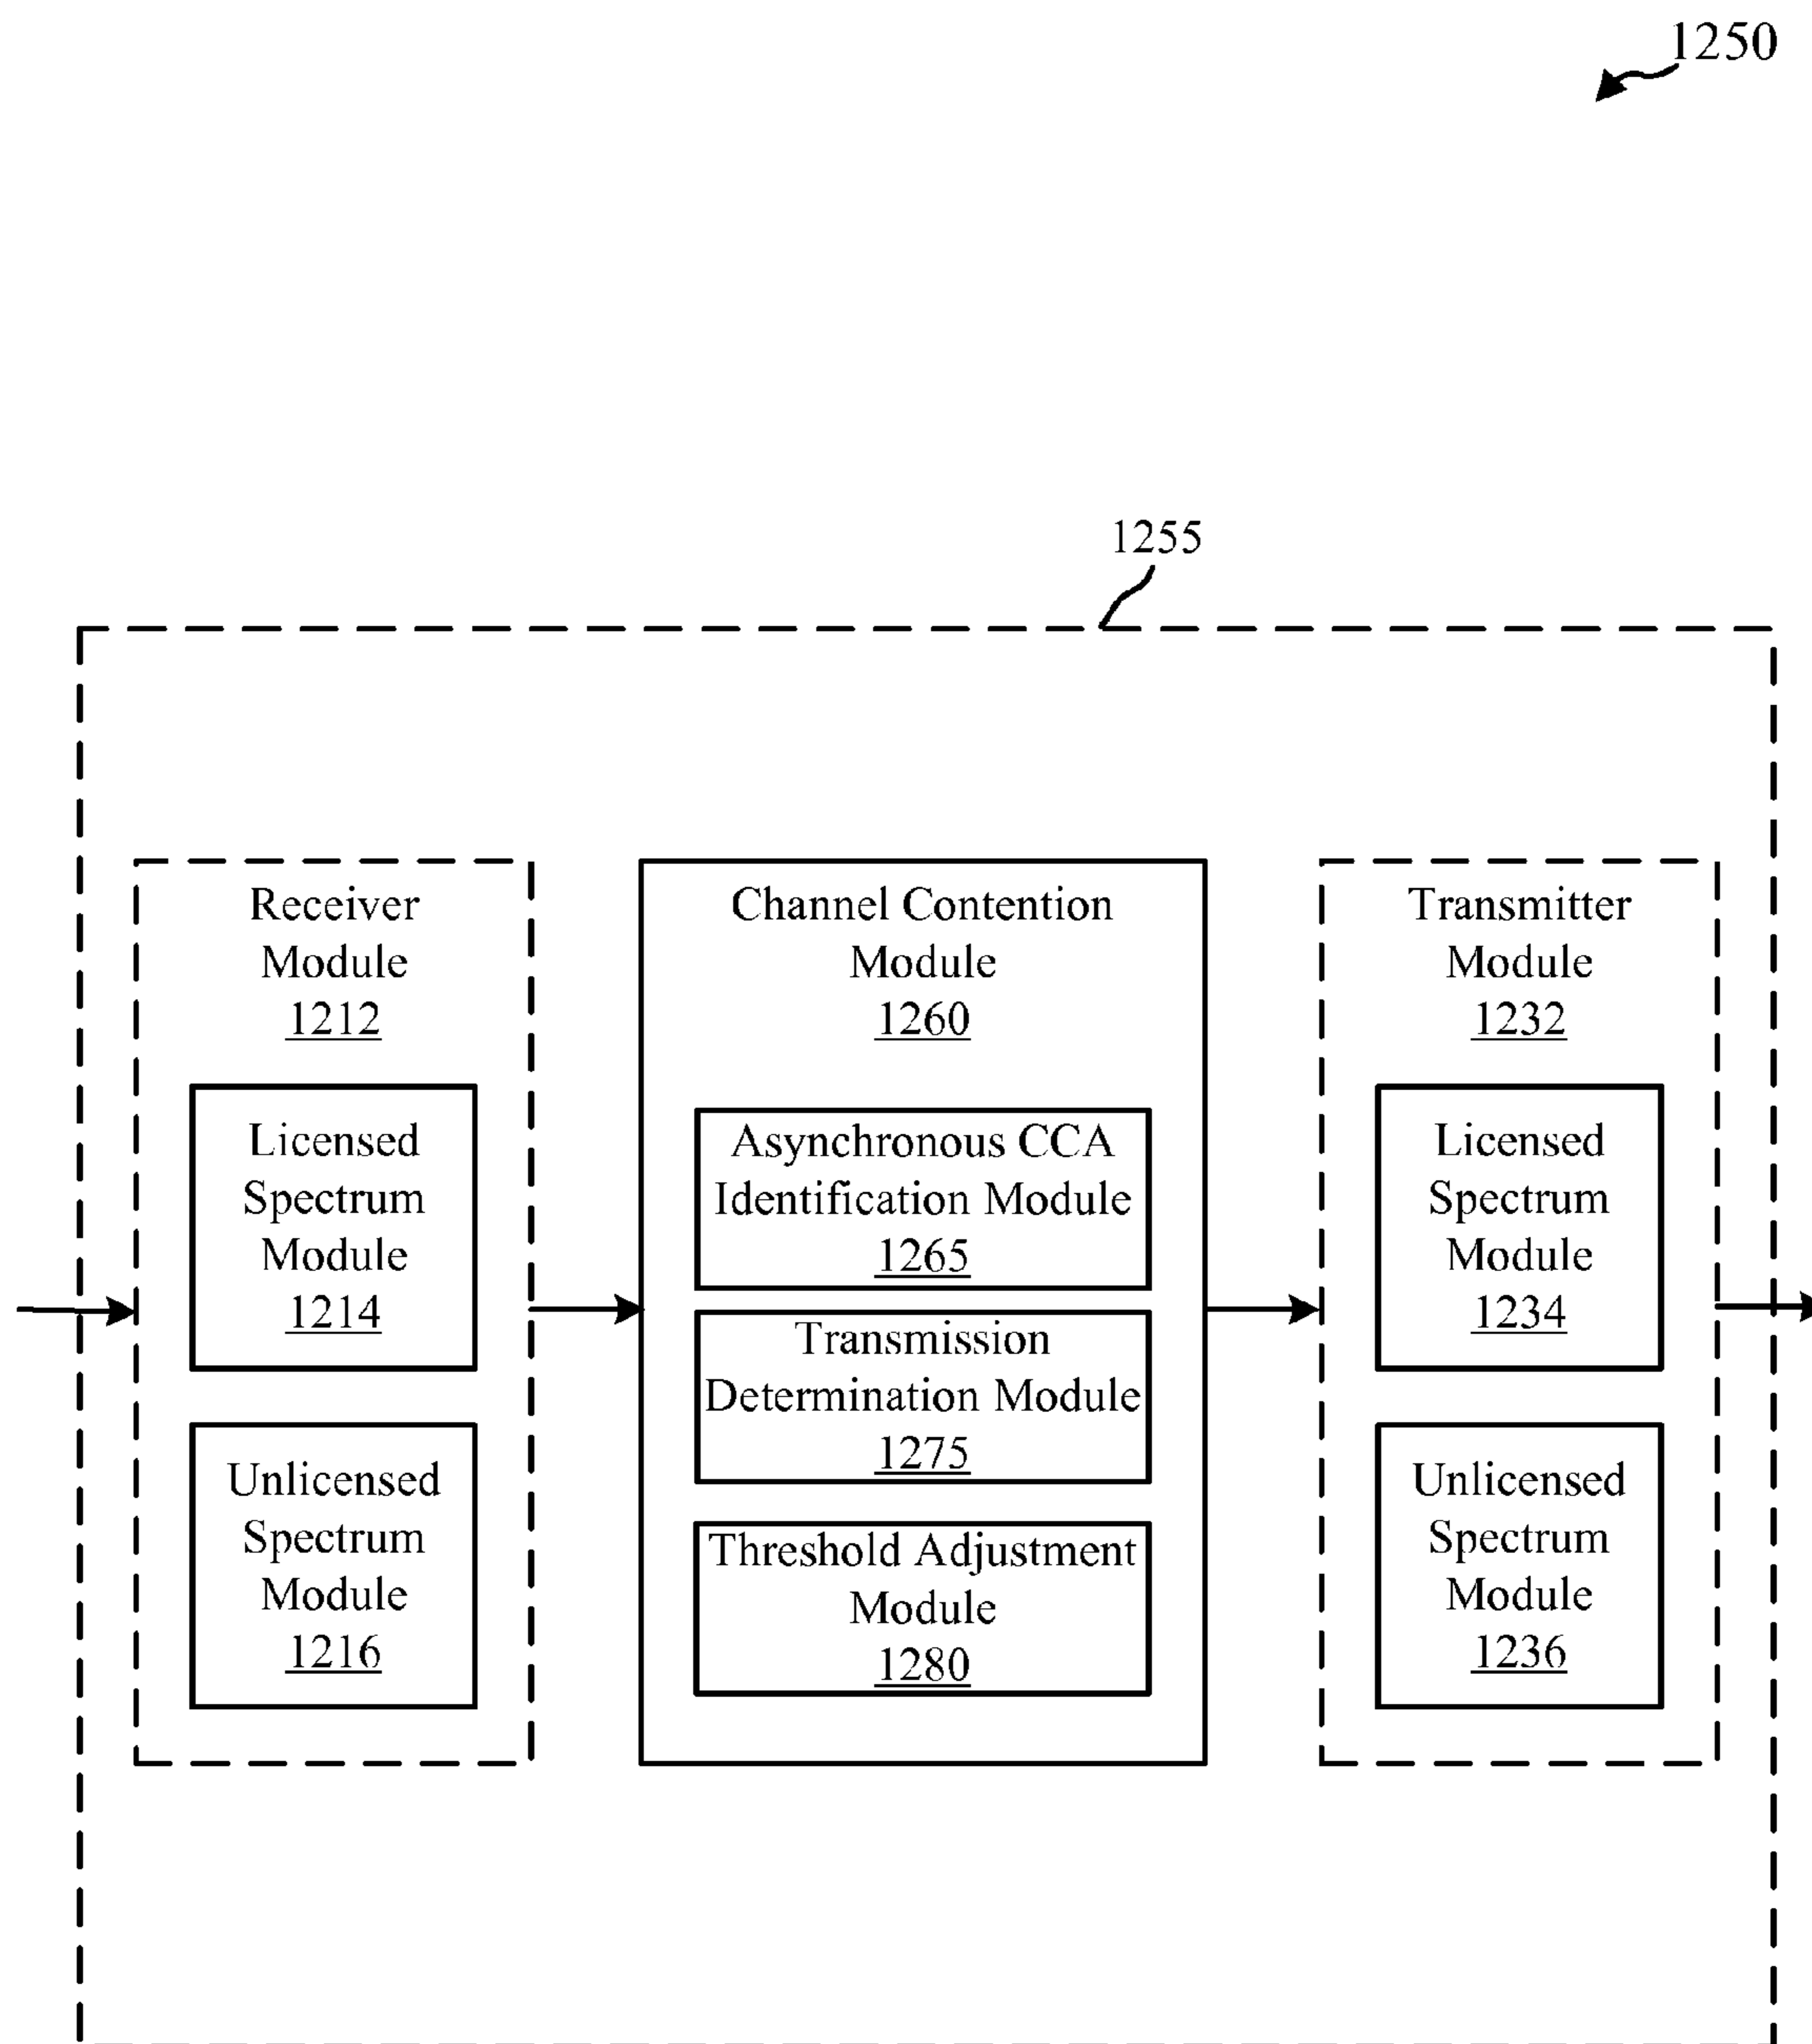 1250
1255
Receiver
Module
1212
Licensed
Spectrum
Module
1214
Unlicensed
Spectrum
Module
1216
Channel Contention
Module
1260
Asynchronous CCA
Identification Module
1265
Transmission
Determination Module
1275
Threshold Adjustment
Module
1280
Transmitter
Module
1232
Licensed
Spectrum
Module
1234
Unlicensed
Spectrum
Module
1236